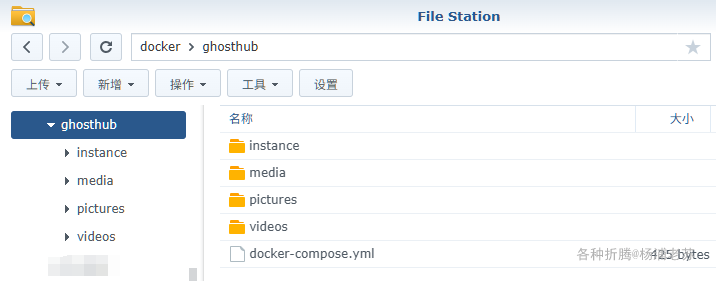 File Station
docker > ghosthub
上传 新增 操作 工具 设置
ghosthub
instance
media
pictures
videos
名称 大小
instance
media
pictures
videos
docker-compose.yml 425 bytes
各种折腾@杨